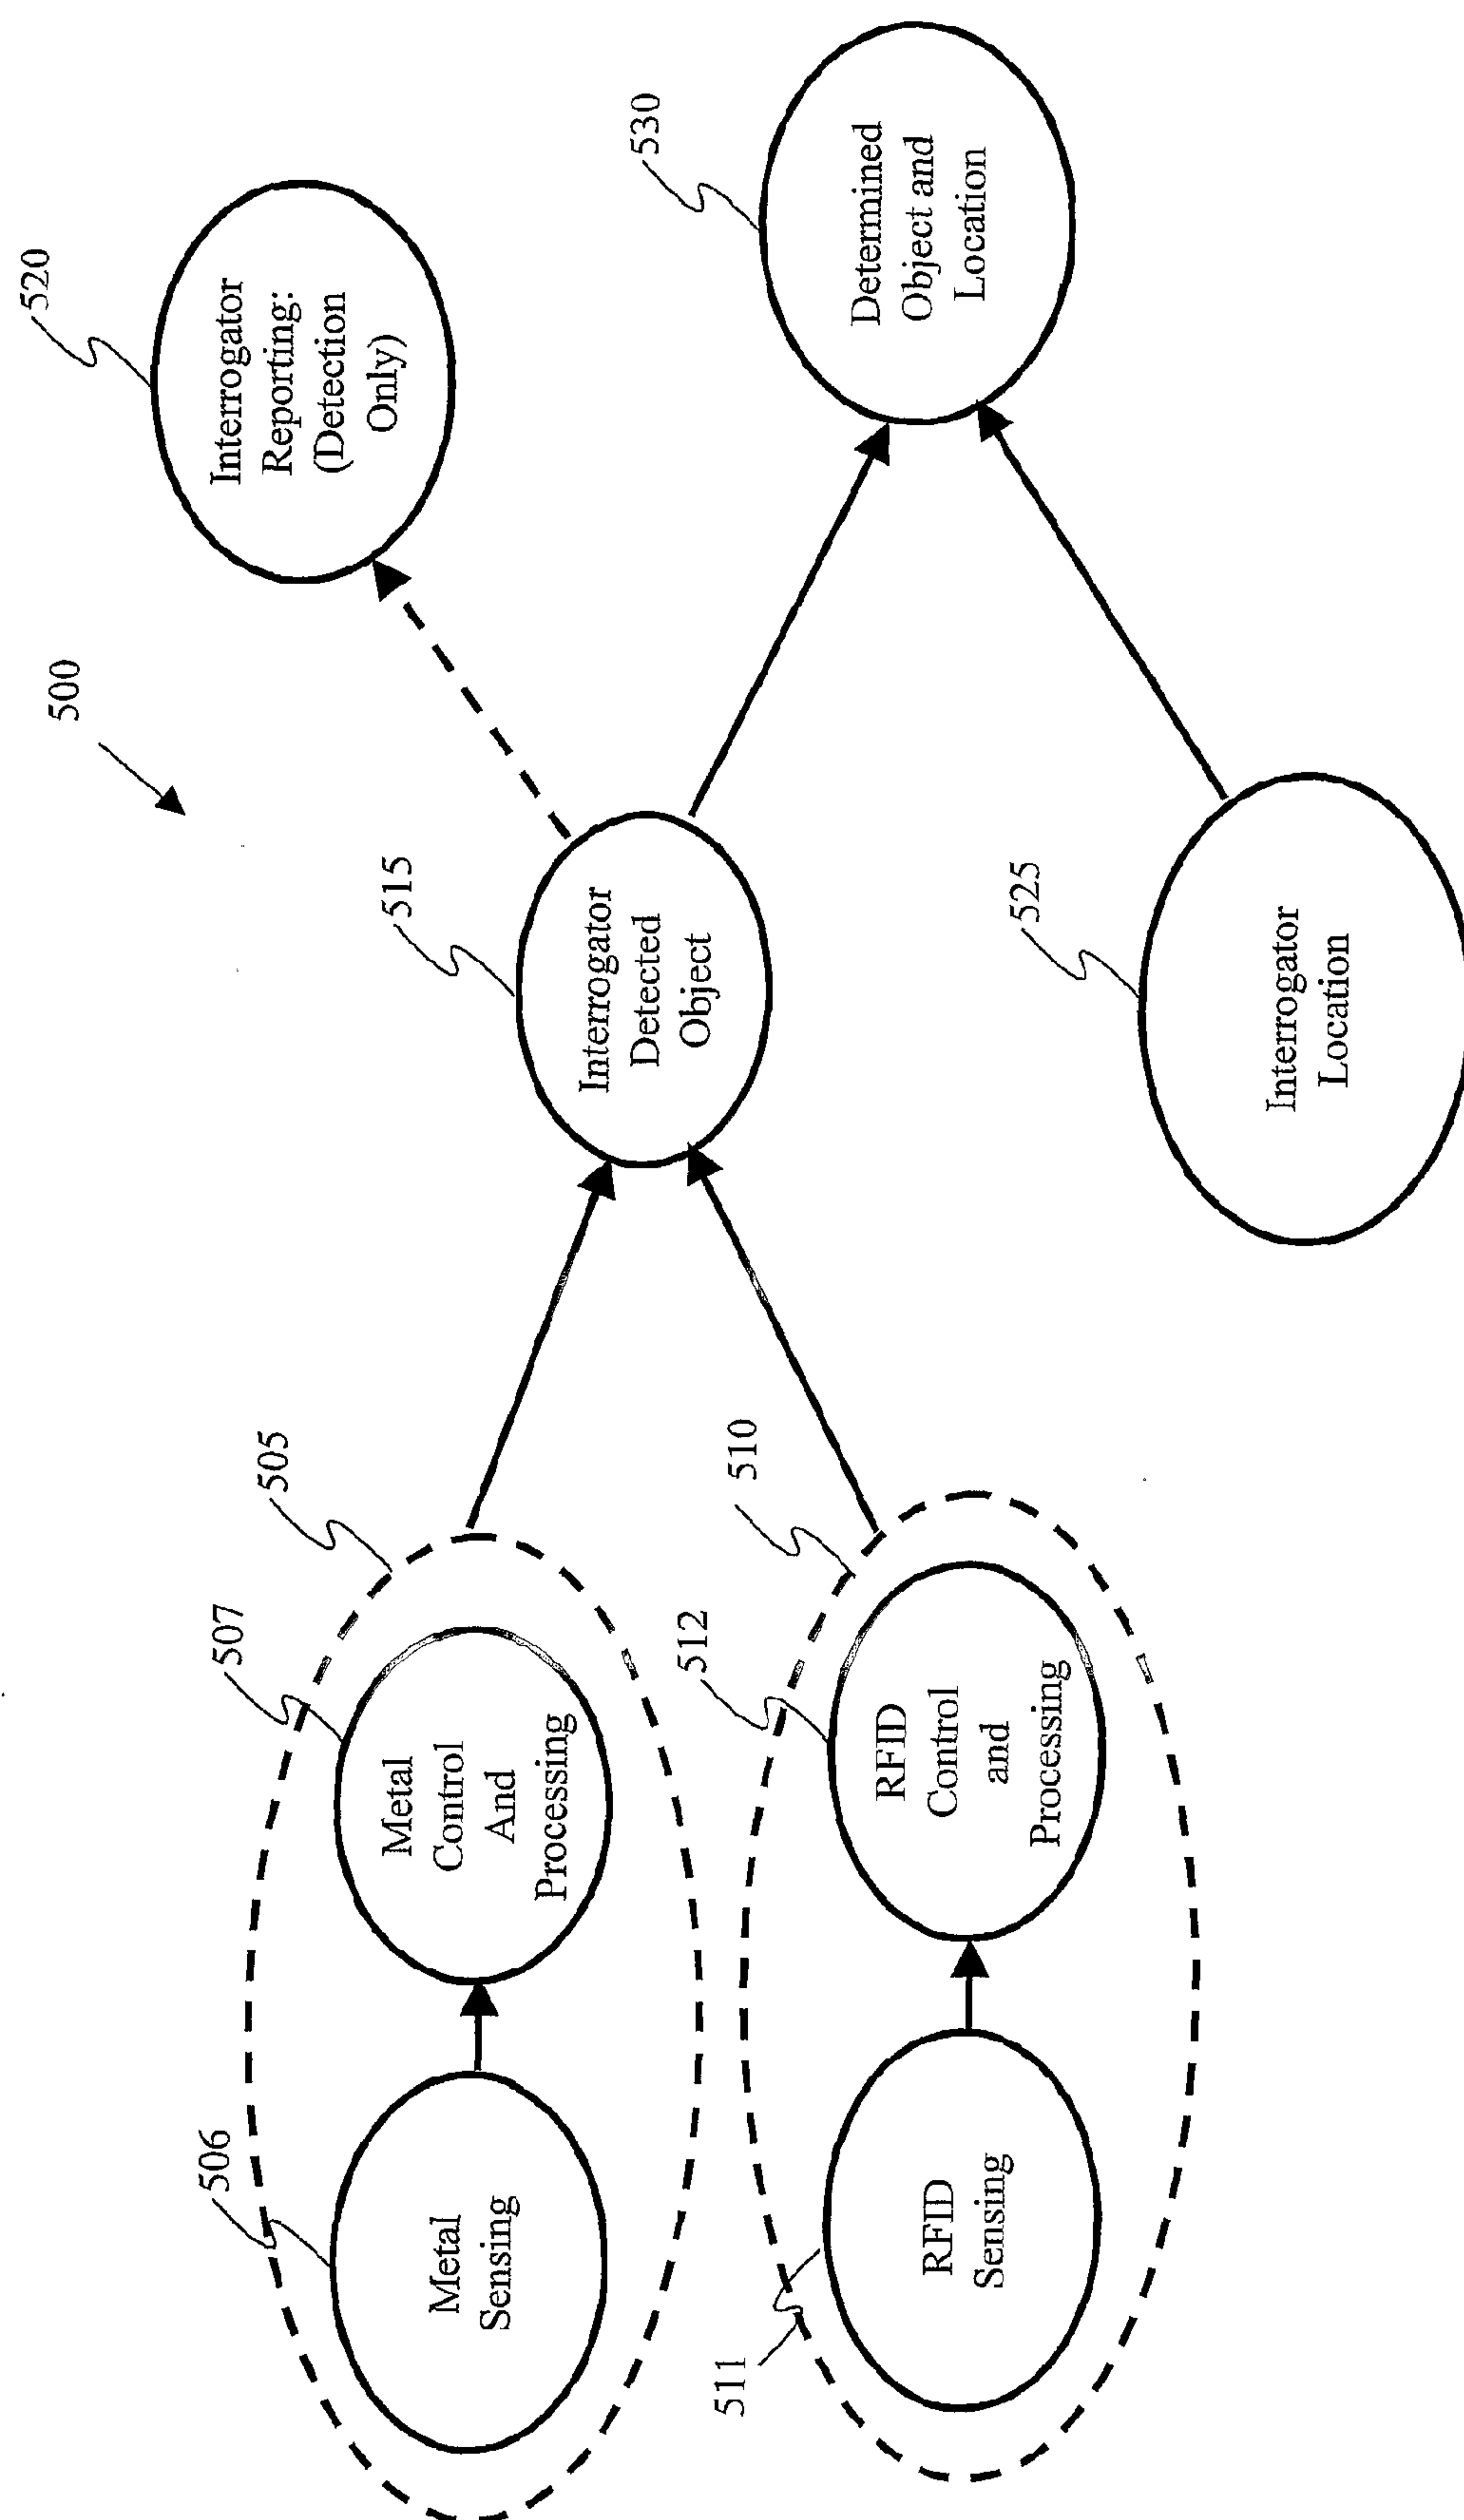 500
520
Interrogator
Reporting:
(Detection
Only)
505
506
Metal
Sensing
507
Metal
Control
And
Processing
515
Interrogator
Detected
Object
530
Determined
Object and
Location
510
511
RFID
Sensing
512
RFID
Control
and
Processing
525
Interrogator
Location